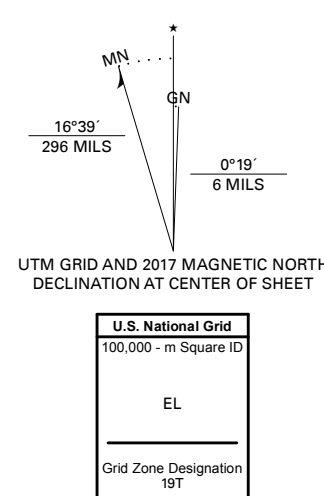 ★
MN
GN
16°39´
296 MILS
0°19´
6 MILS
UTM GRID AND 2017 MAGNETIC NORTH
DECLINATION AT CENTER OF SHEET
U.S. National Grid
100,000 - m Square ID
EL
Grid Zone Designation
19T